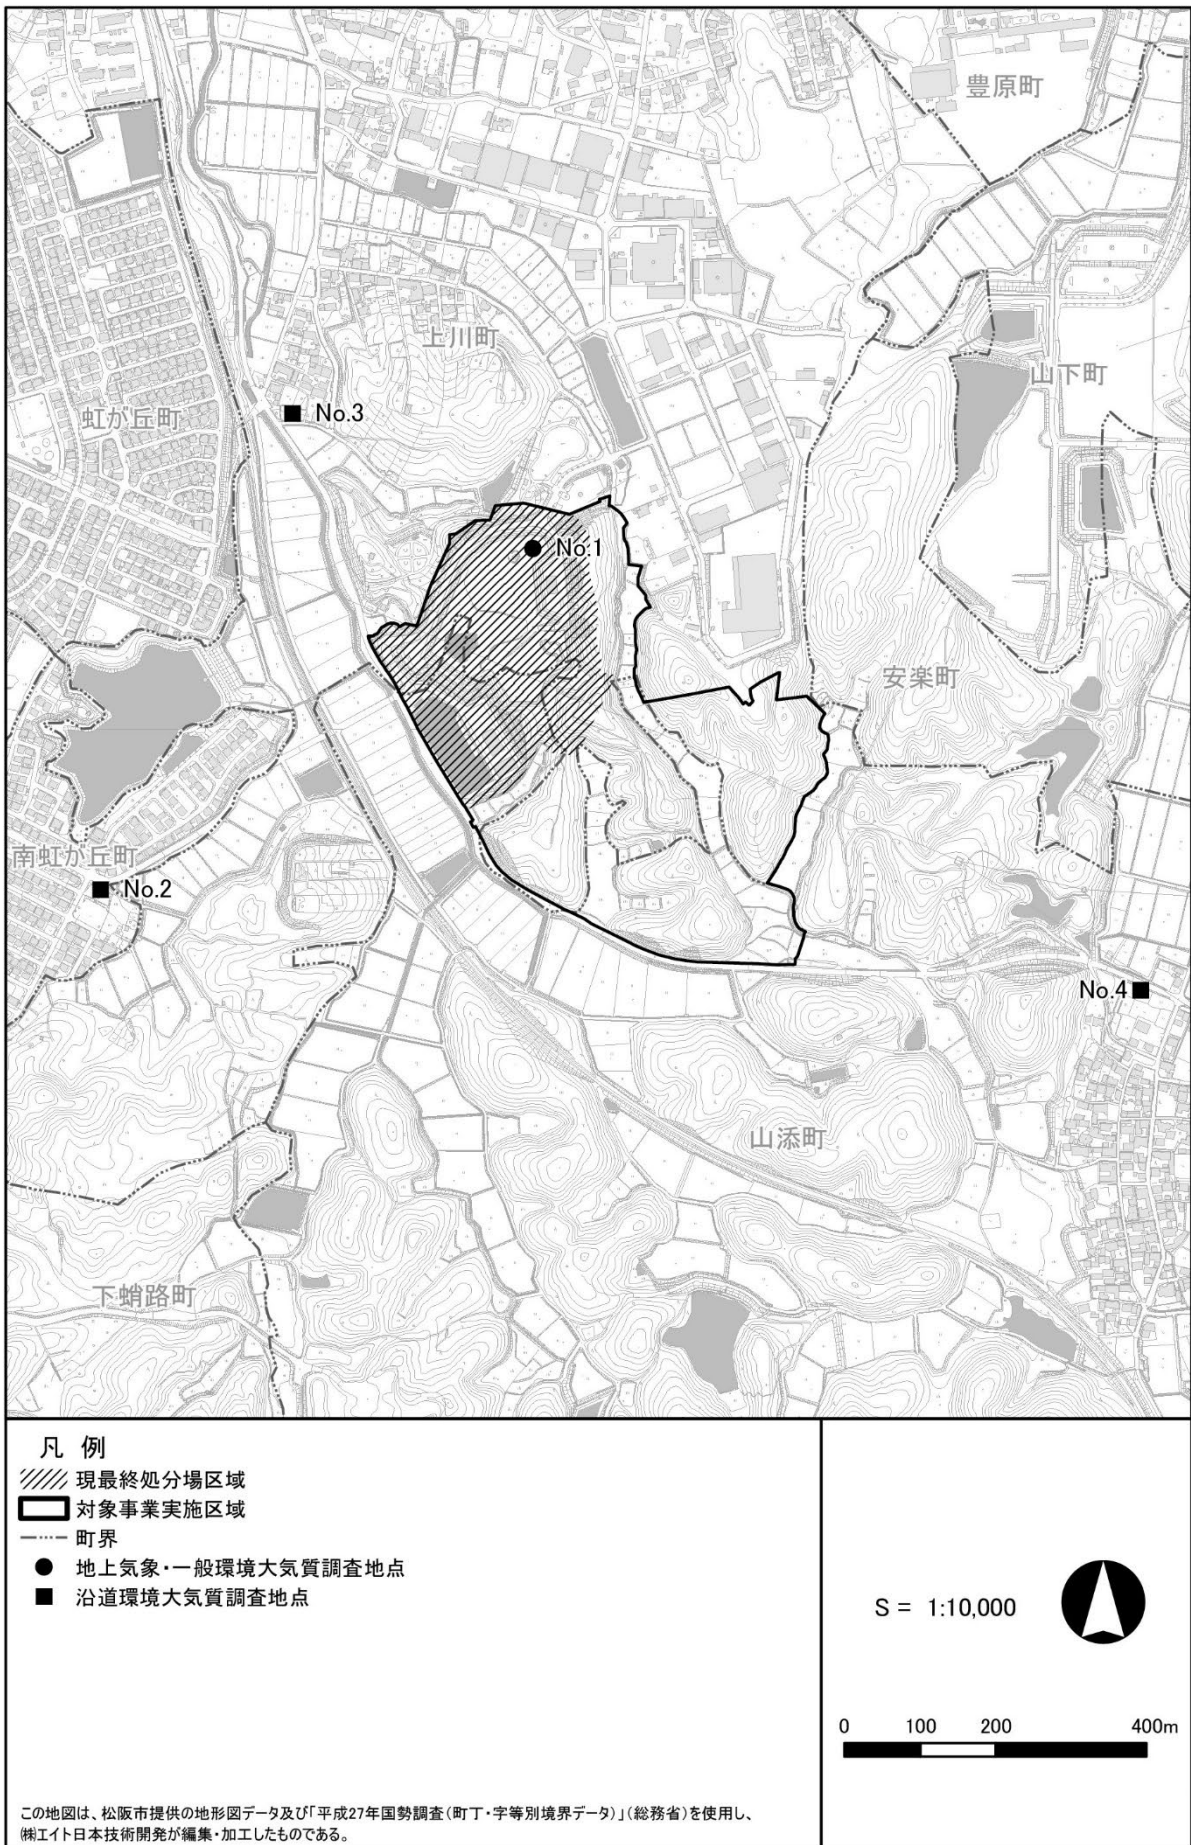 豊原町
上川町
山下町
虹が丘町
No.3
No.1
安楽町
南虹が丘町
No.2
No.4
山添町
下蛸路町
凡 例
現最終処分場区域
対象事業実施区域
町界
地上気象・一般環境大気質調査地点
沿道環境大気質調査地点
S = 1:10,000
0 100 200 400m
この地図は、松阪市提供の地形図データ及び「平成27年国勢調査(町丁・字等別境界データ)」(総務省)を使用し、
㈱エイト日本技術開発が編集・加工したものである。